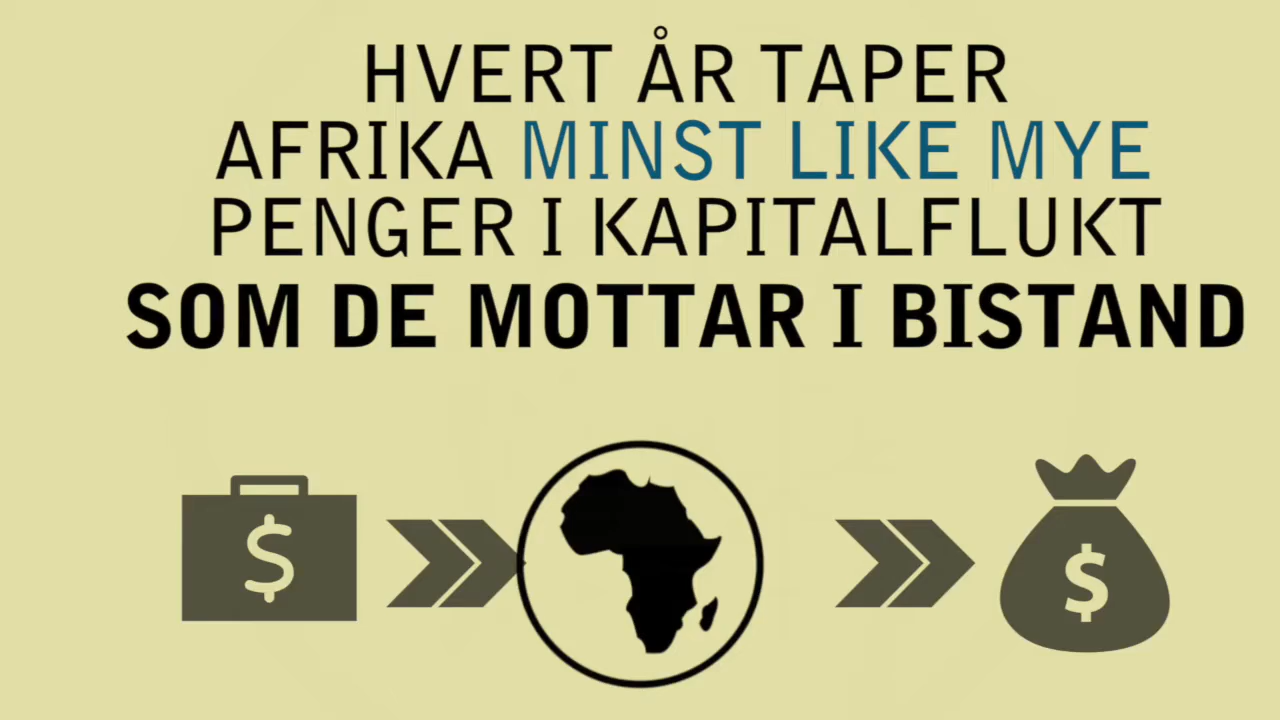 HVERT ÅR TAPER
AFRIKA MINST LIKE MYE
PENGER I KAPITALFLUKT
SOM DE MOTTAR I BISTAND
$
$